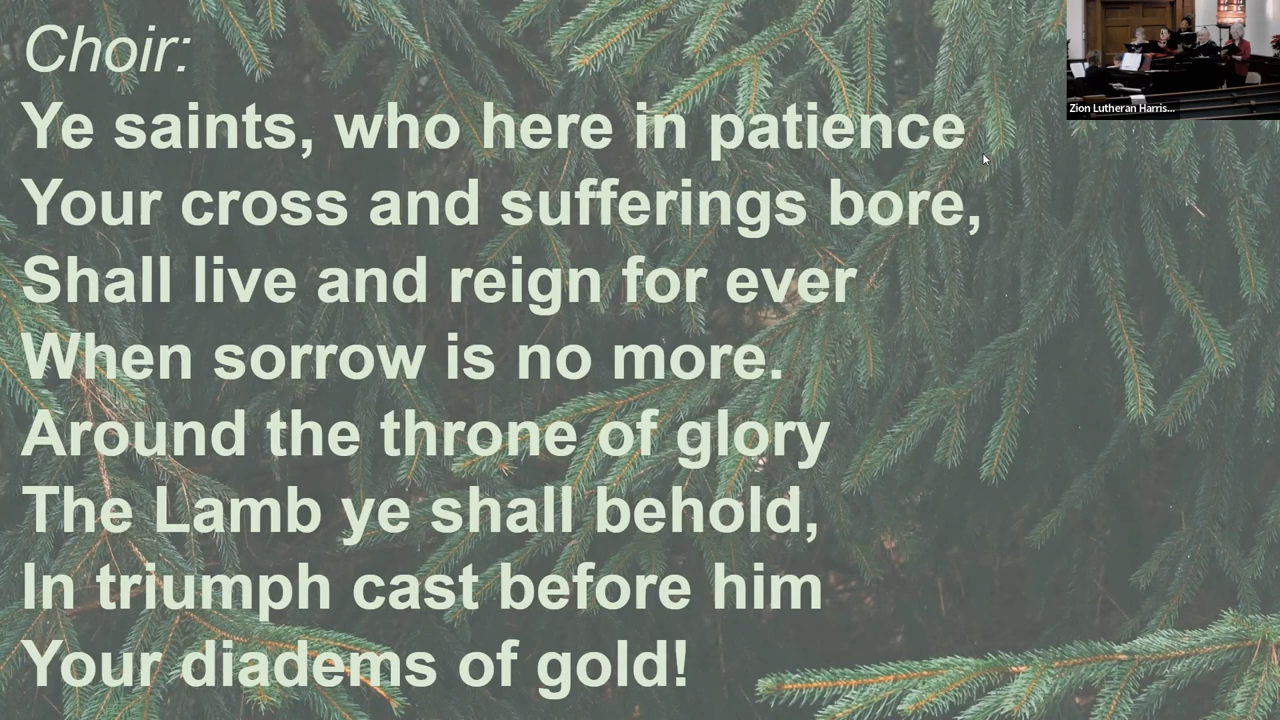 Choir:
Ye saints, who here in patience
Your cross and sufferings bore,
Shall live and reign for ever
When sorrow is no more.
Around the throne of glory
The Lamb ye shall behold,
In triumph cast before him
Your diadems of gold!
Zion Lutheran Harris...